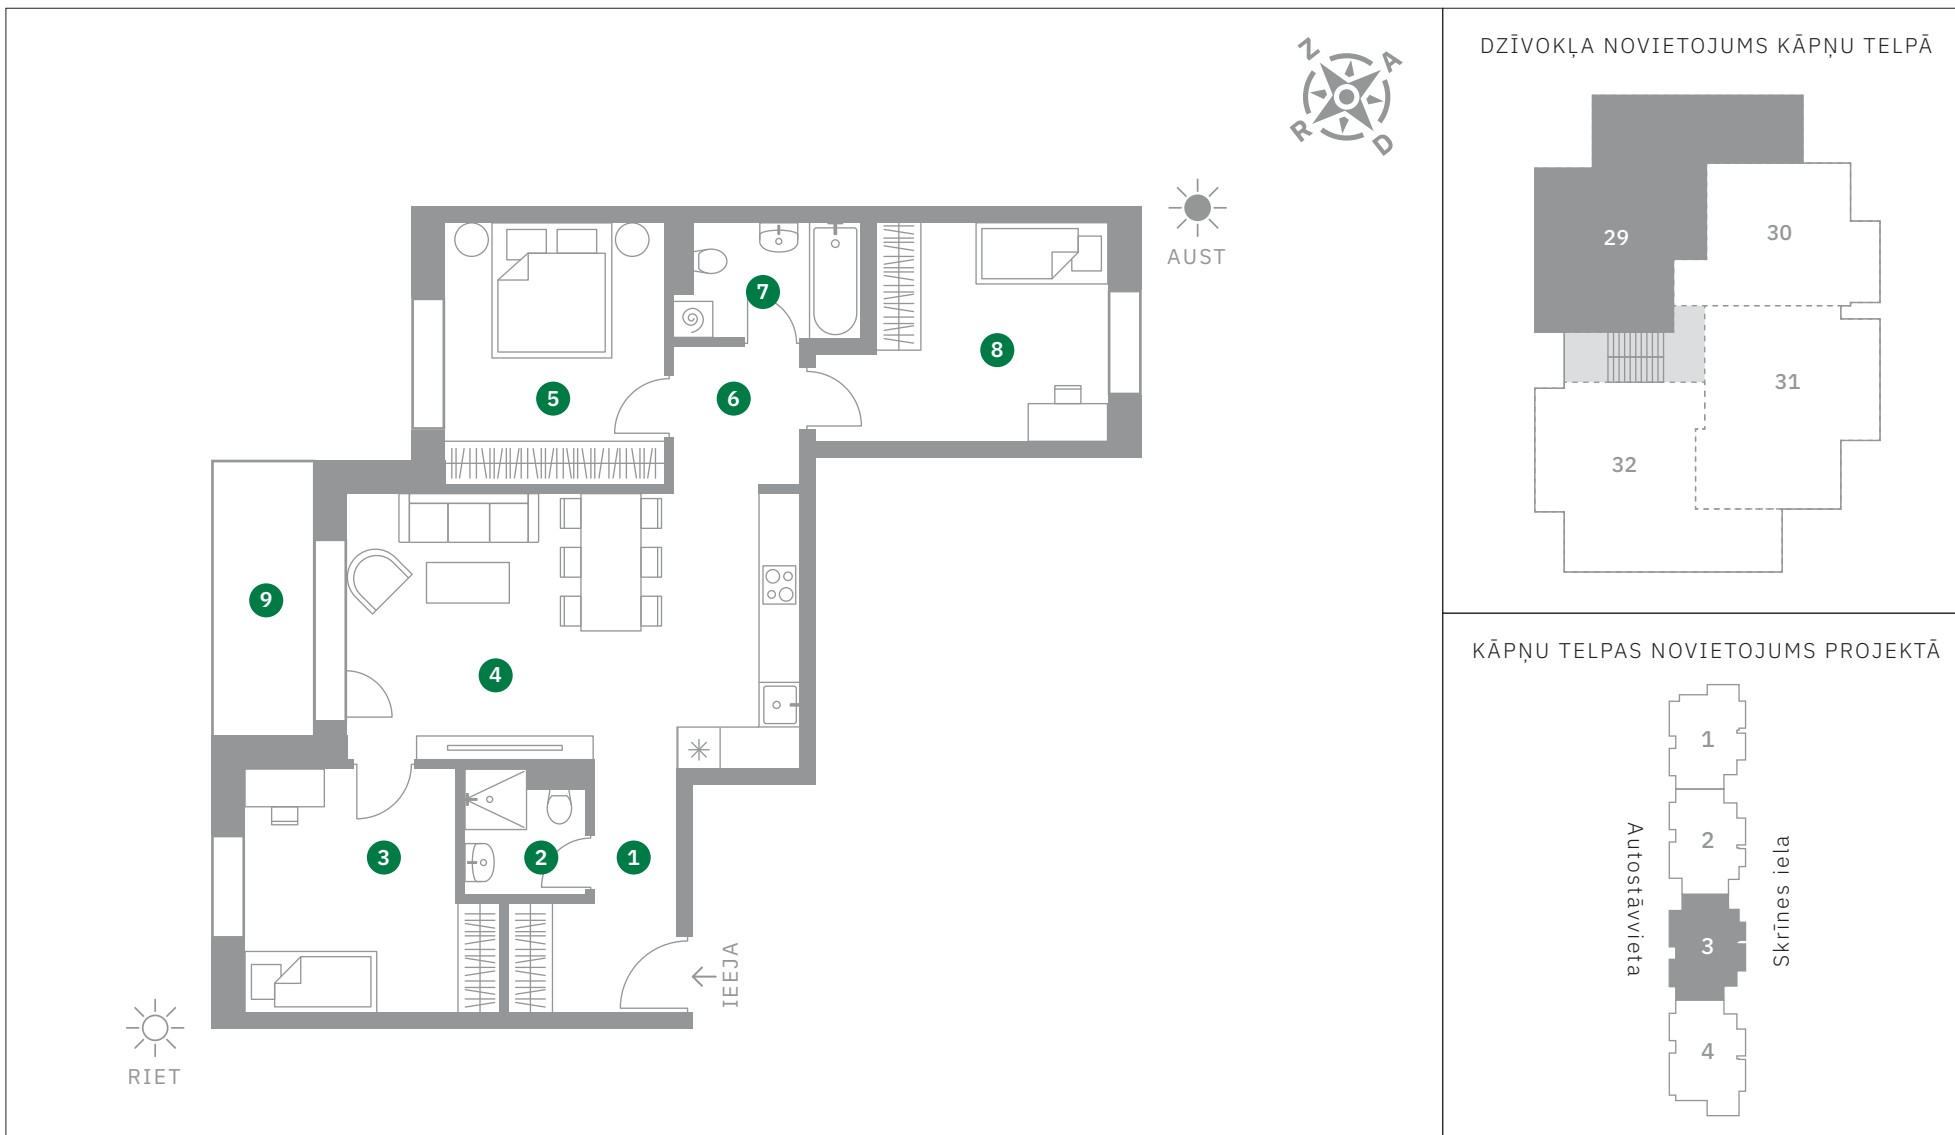 Z
A
R
D
AUST
5
6
7
8
9
4
3
2
1
IEEJA
RIET
DZĪVOKĻA NOVIETOJUMS KĀPŅU TELPĀ
29
30
31
32
KĀPŅU TELPAS NOVIETOJUMS PROJEKTĀ
1
2
3
4
Autostāvvieta
Skrīnes iela